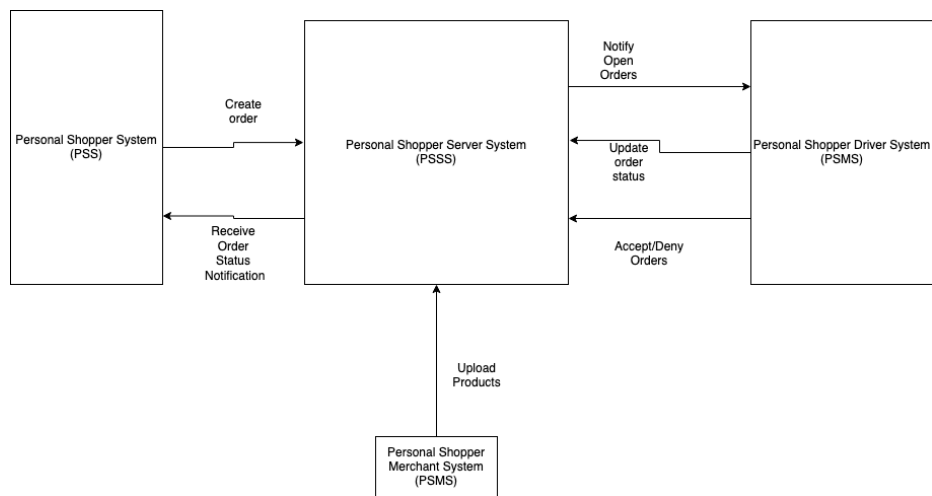 Personal Shopper System
(PSS)
Create
order
Receive
Order
Status
Notification
Personal Shopper Server System
(PSSS)
Notify
Open
Orders
Update
order
status
Accept/Deny
Orders
Personal Shopper Driver System
(PSMS)
Upload
Products
Personal Shopper
Merchant System
(PSMS)